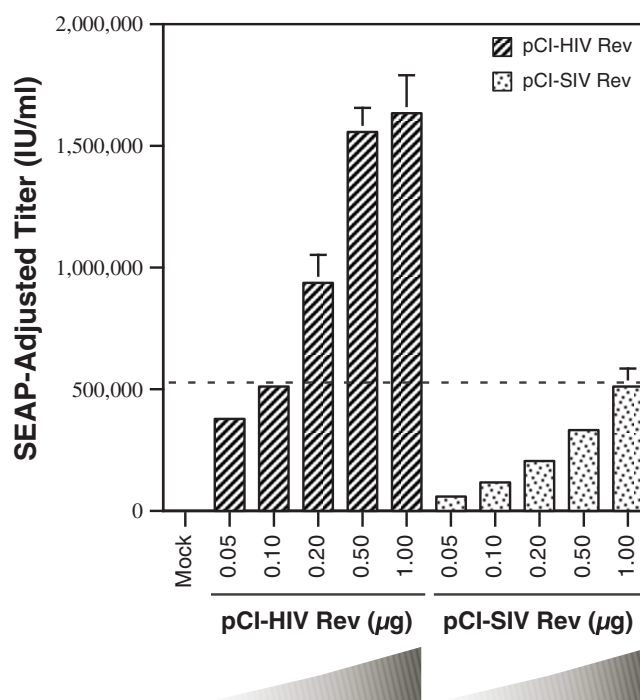 2,000,000
pCI-HIV Rev
pCI-SIV Rev
1,500,000
1,000,000
500,000
0
SEAP-Adjusted Titer (IU/ml)
Mock 0.05 0.10 0.20 0.50 1.00 0.05 0.10 0.20 0.50 1.00
pCI-HIV Rev (µg) pCI-SIV Rev (µg)